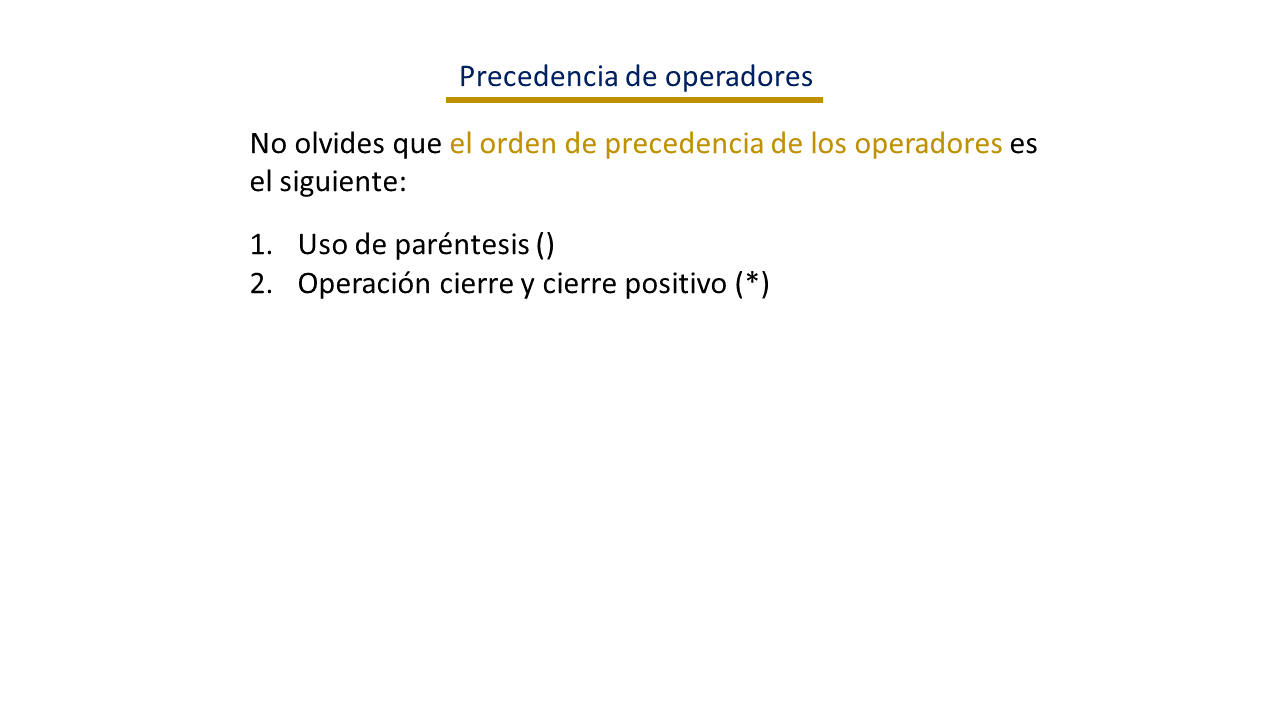 Precedencia de operadores
No olvides que el orden de precedencia de los operadores es
el siguiente:
1. Uso de paréntesis ()
2. Operación cierre y cierre positivo (*)